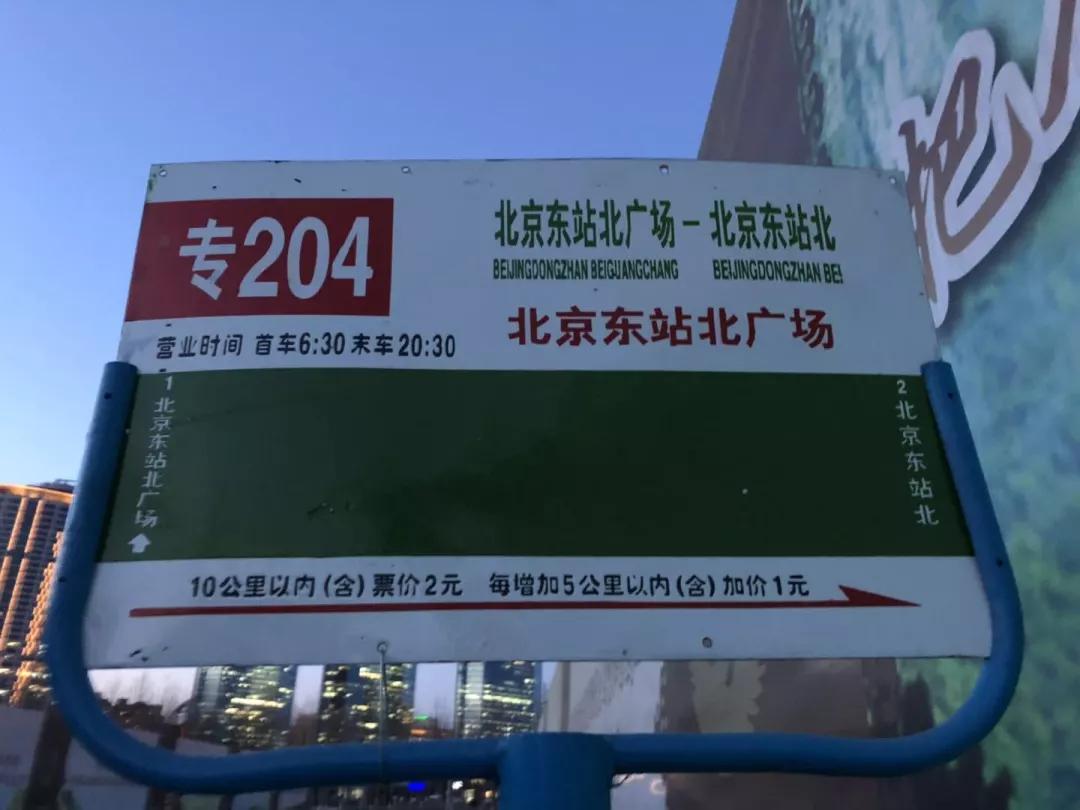 专204
北京东站北广场－北京东站北
BEIJINGDONGZHAN BEIGUANGCHANG BEIJINGDONGZHAN BEI
北京东站北广场
营业时间 首车6:30 末车20:30
1北京东站北广场
2北京东站北
10公里以内(含)票价2元 每增加5公里以内(含)加价1元